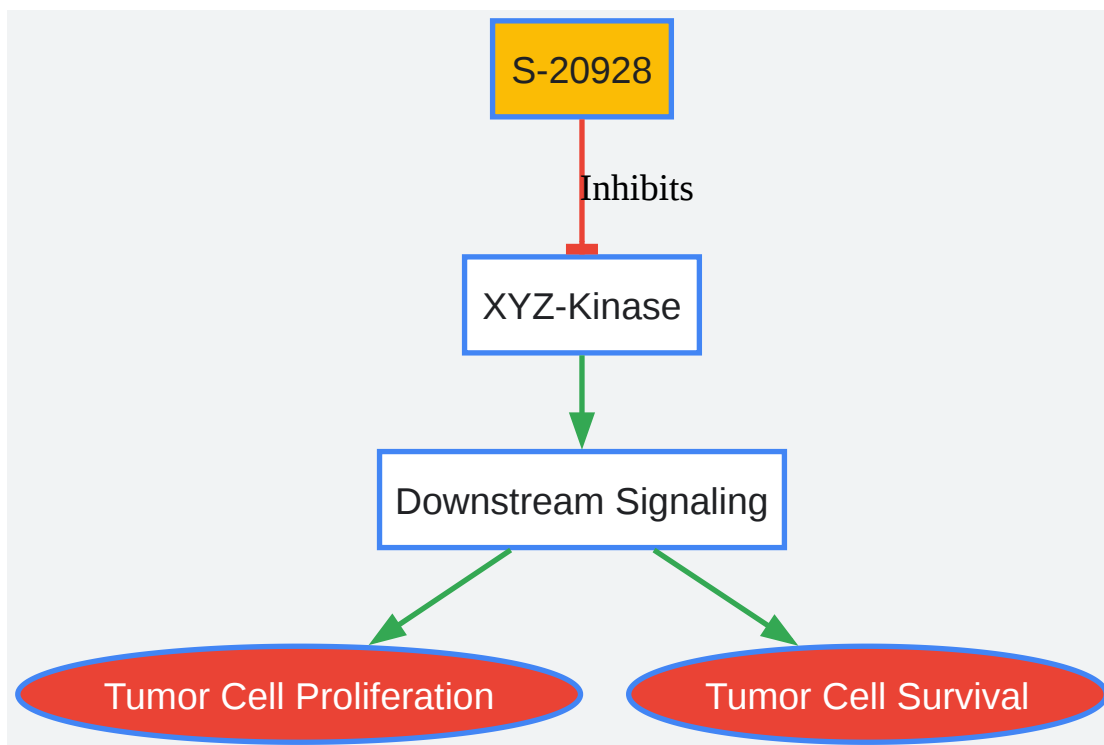 S-20928
Inhibits
XYZ-Kinase
Downstream Signaling
Tumor Cell Proliferation
Tumor Cell Survival